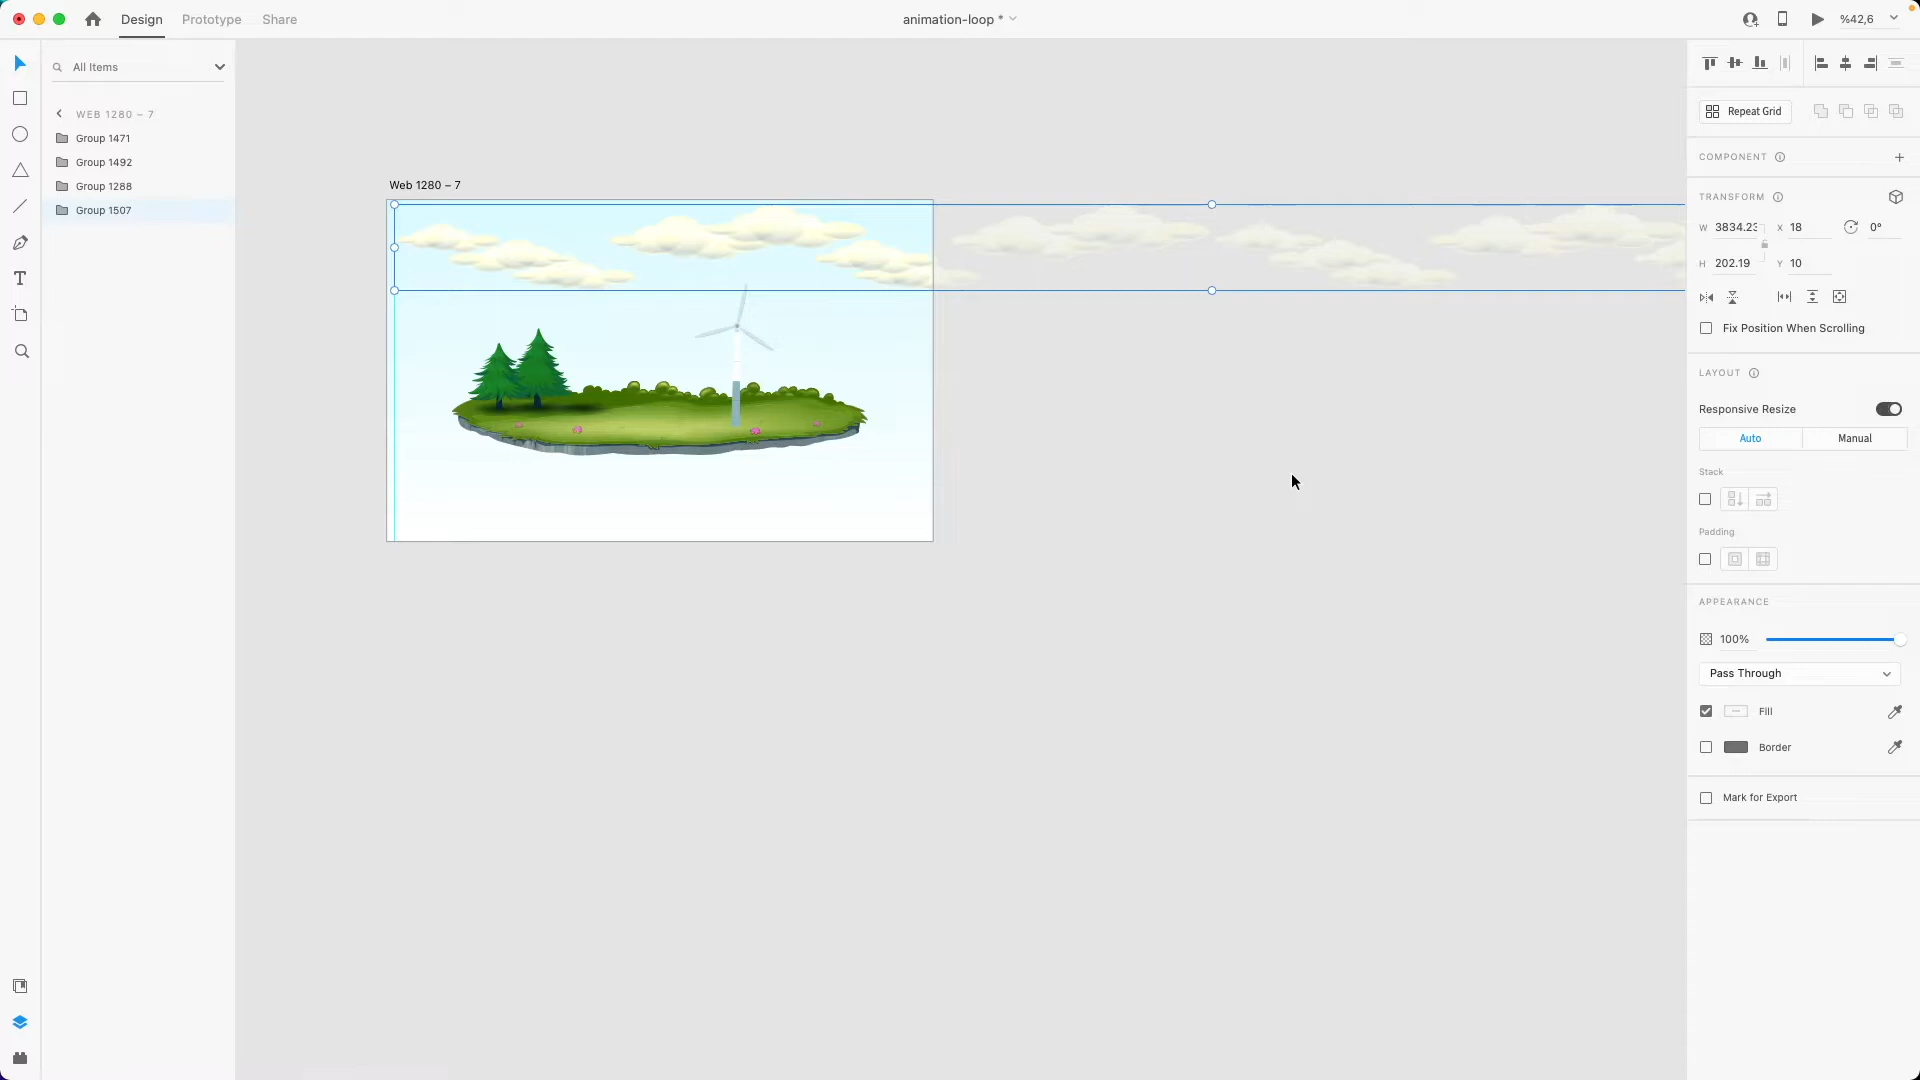 Design
Prototype
Share
animation-loop *
%42,6
All Items
WEB 1280 – 7
Group 1471
Group 1492
Group 1288
Group 1507
Web 1280 – 7
Repeat Grid
COMPONENT
TRANSFORM
W 3834.23 X 18 0°
H 202.19 Y 10
Fix Position When Scrolling
LAYOUT
Responsive Resize
Auto
Manual
Stack
Padding
APPEARANCE
100%
Pass Through
Fill
Border
Mark for Export